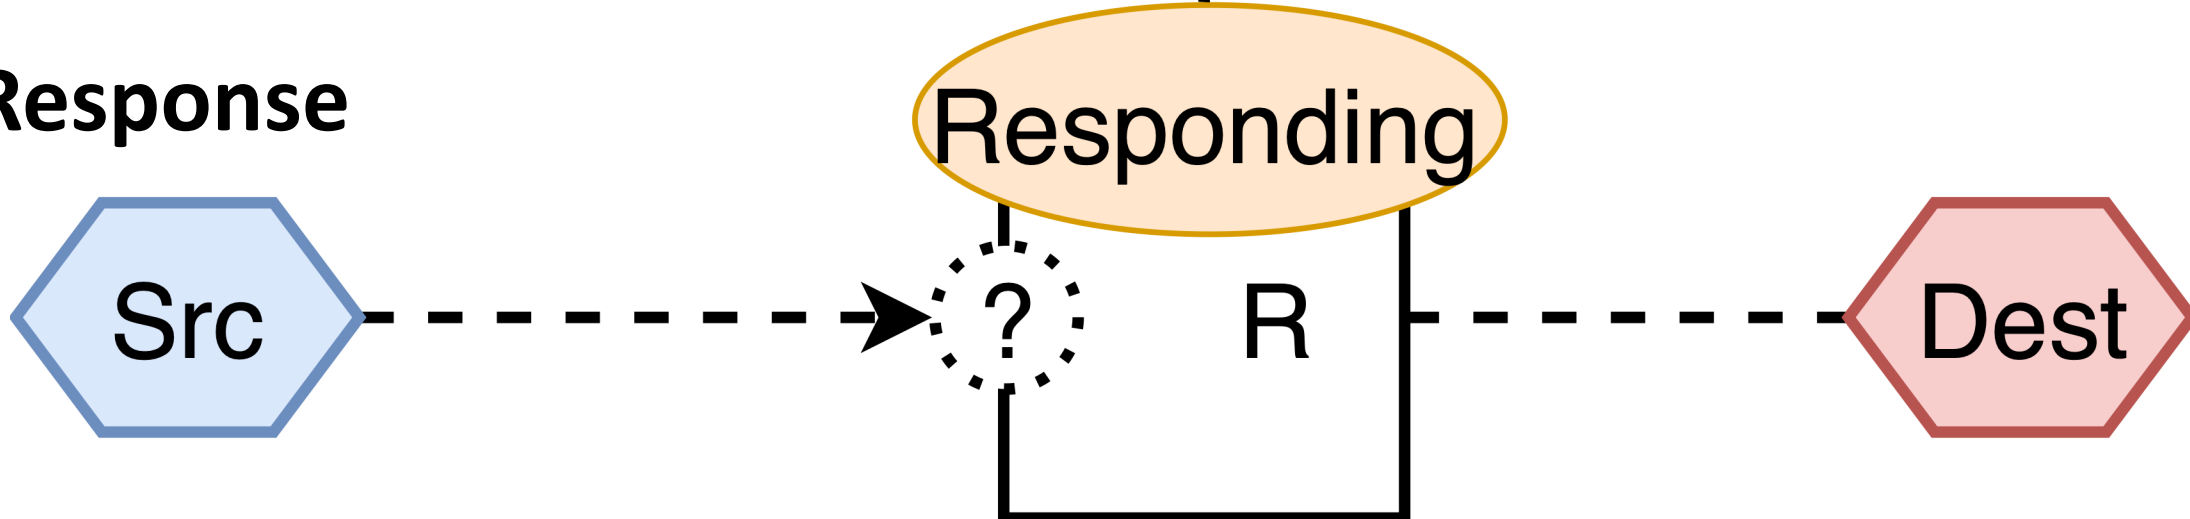 Response
Responding
Src
?
R
Dest